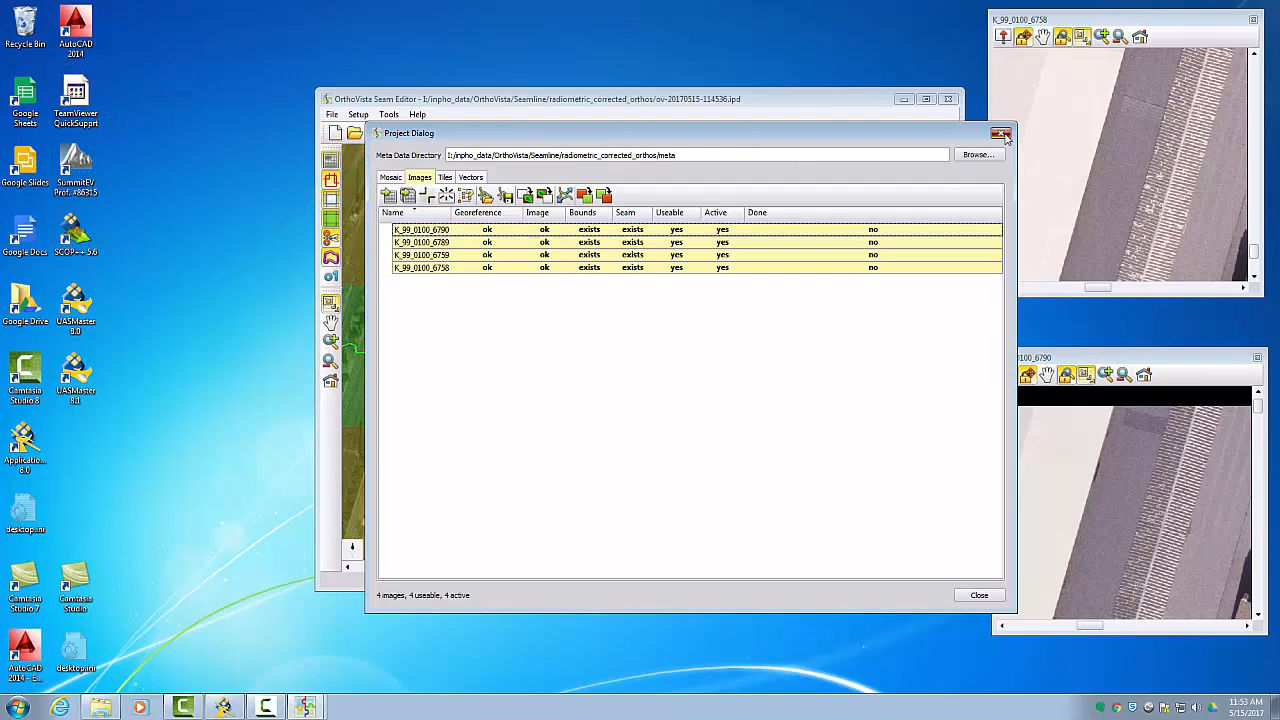 Recycle Bin
AutoCAD 2014
Google Sheets
TeamViewer QuickSupprt
Google Slides
SummitEV Prof. #86315
Google Docs
SCOP++ 5.6
Google Drive
UASMaster 8.0
Camtasia Studio 8
UASMaster 8.1
Applicatio... 8.0
desktop.ini
Camtasia Studio 7
Camtasia Studio
AutoCAD 2014 - E...
desktop.ini
OrthoVista Seam Editor - I:/inpho_data/OrthoVista/Seamline/radiometric_corrected_orthos/ov-20170515-114536.ipd
File Setup Tools Help
Project Dialog
Meta Data Directory I:/inpho_data/OrthoVista/Seamline/radiometric_corrected_orthos/meta Browse...
Mosaic Images Tiles Vectors
Name Georeference Image Bounds Seam Useable Active Done
K_99_0100_6790 ok ok exists exists yes yes no
K_99_0100_6789 ok ok exists exists yes yes no
K_99_0100_6759 ok ok exists exists yes yes no
K_99_0100_6758 ok ok exists exists yes yes no
4 images, 4 useable, 4 active
Close
K_99_0100_6758
100_6790
11:53 AM
5/15/2017